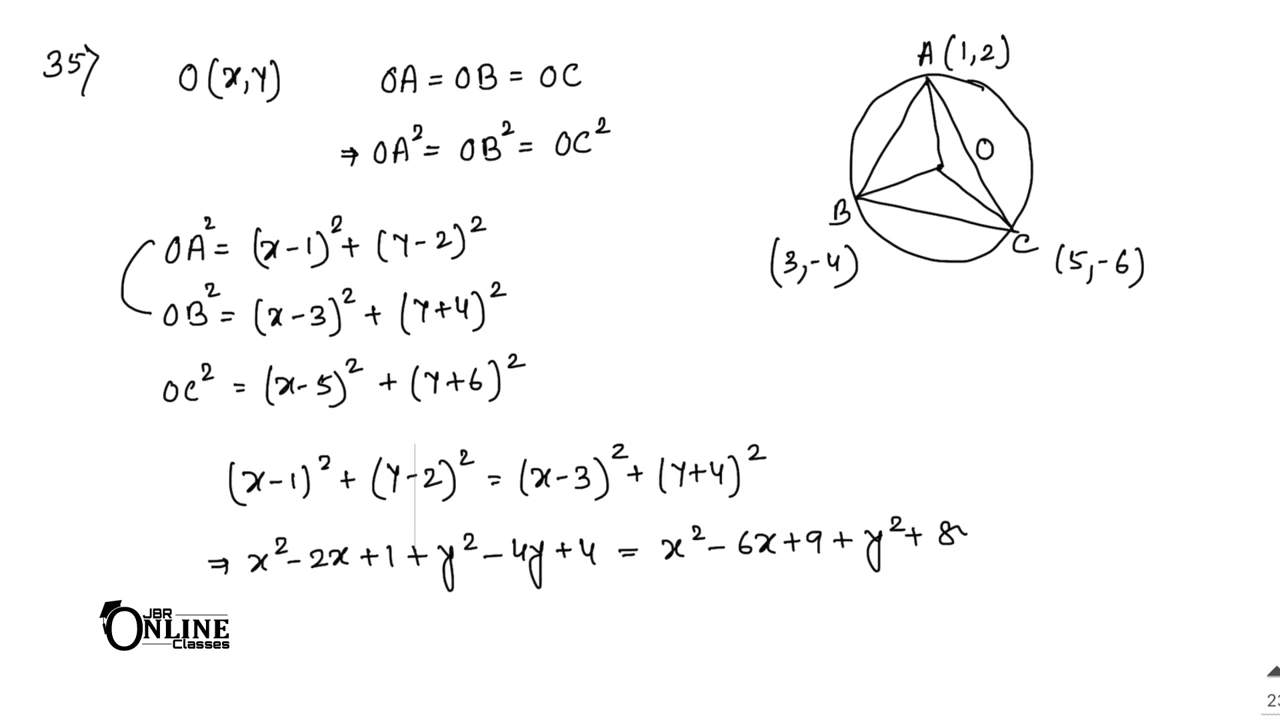 35)
O(x,y)
OA = OB = OC
⇒ OA² = OB² = OC²
A(1,2)
O
B
(3,-4)
C
(5,-6)
OA² = (x-1)² + (y-2)²
OB² = (x-3)² + (y+4)²
OC² = (x-5)² + (y+6)²
(x-1)² + (y-2)² = (x-3)² + (y+4)²
⇒ x² - 2x + 1 + y² - 4y + 4 = x² - 6x + 9 + y² + 8
JBR
ONLINE
Classes